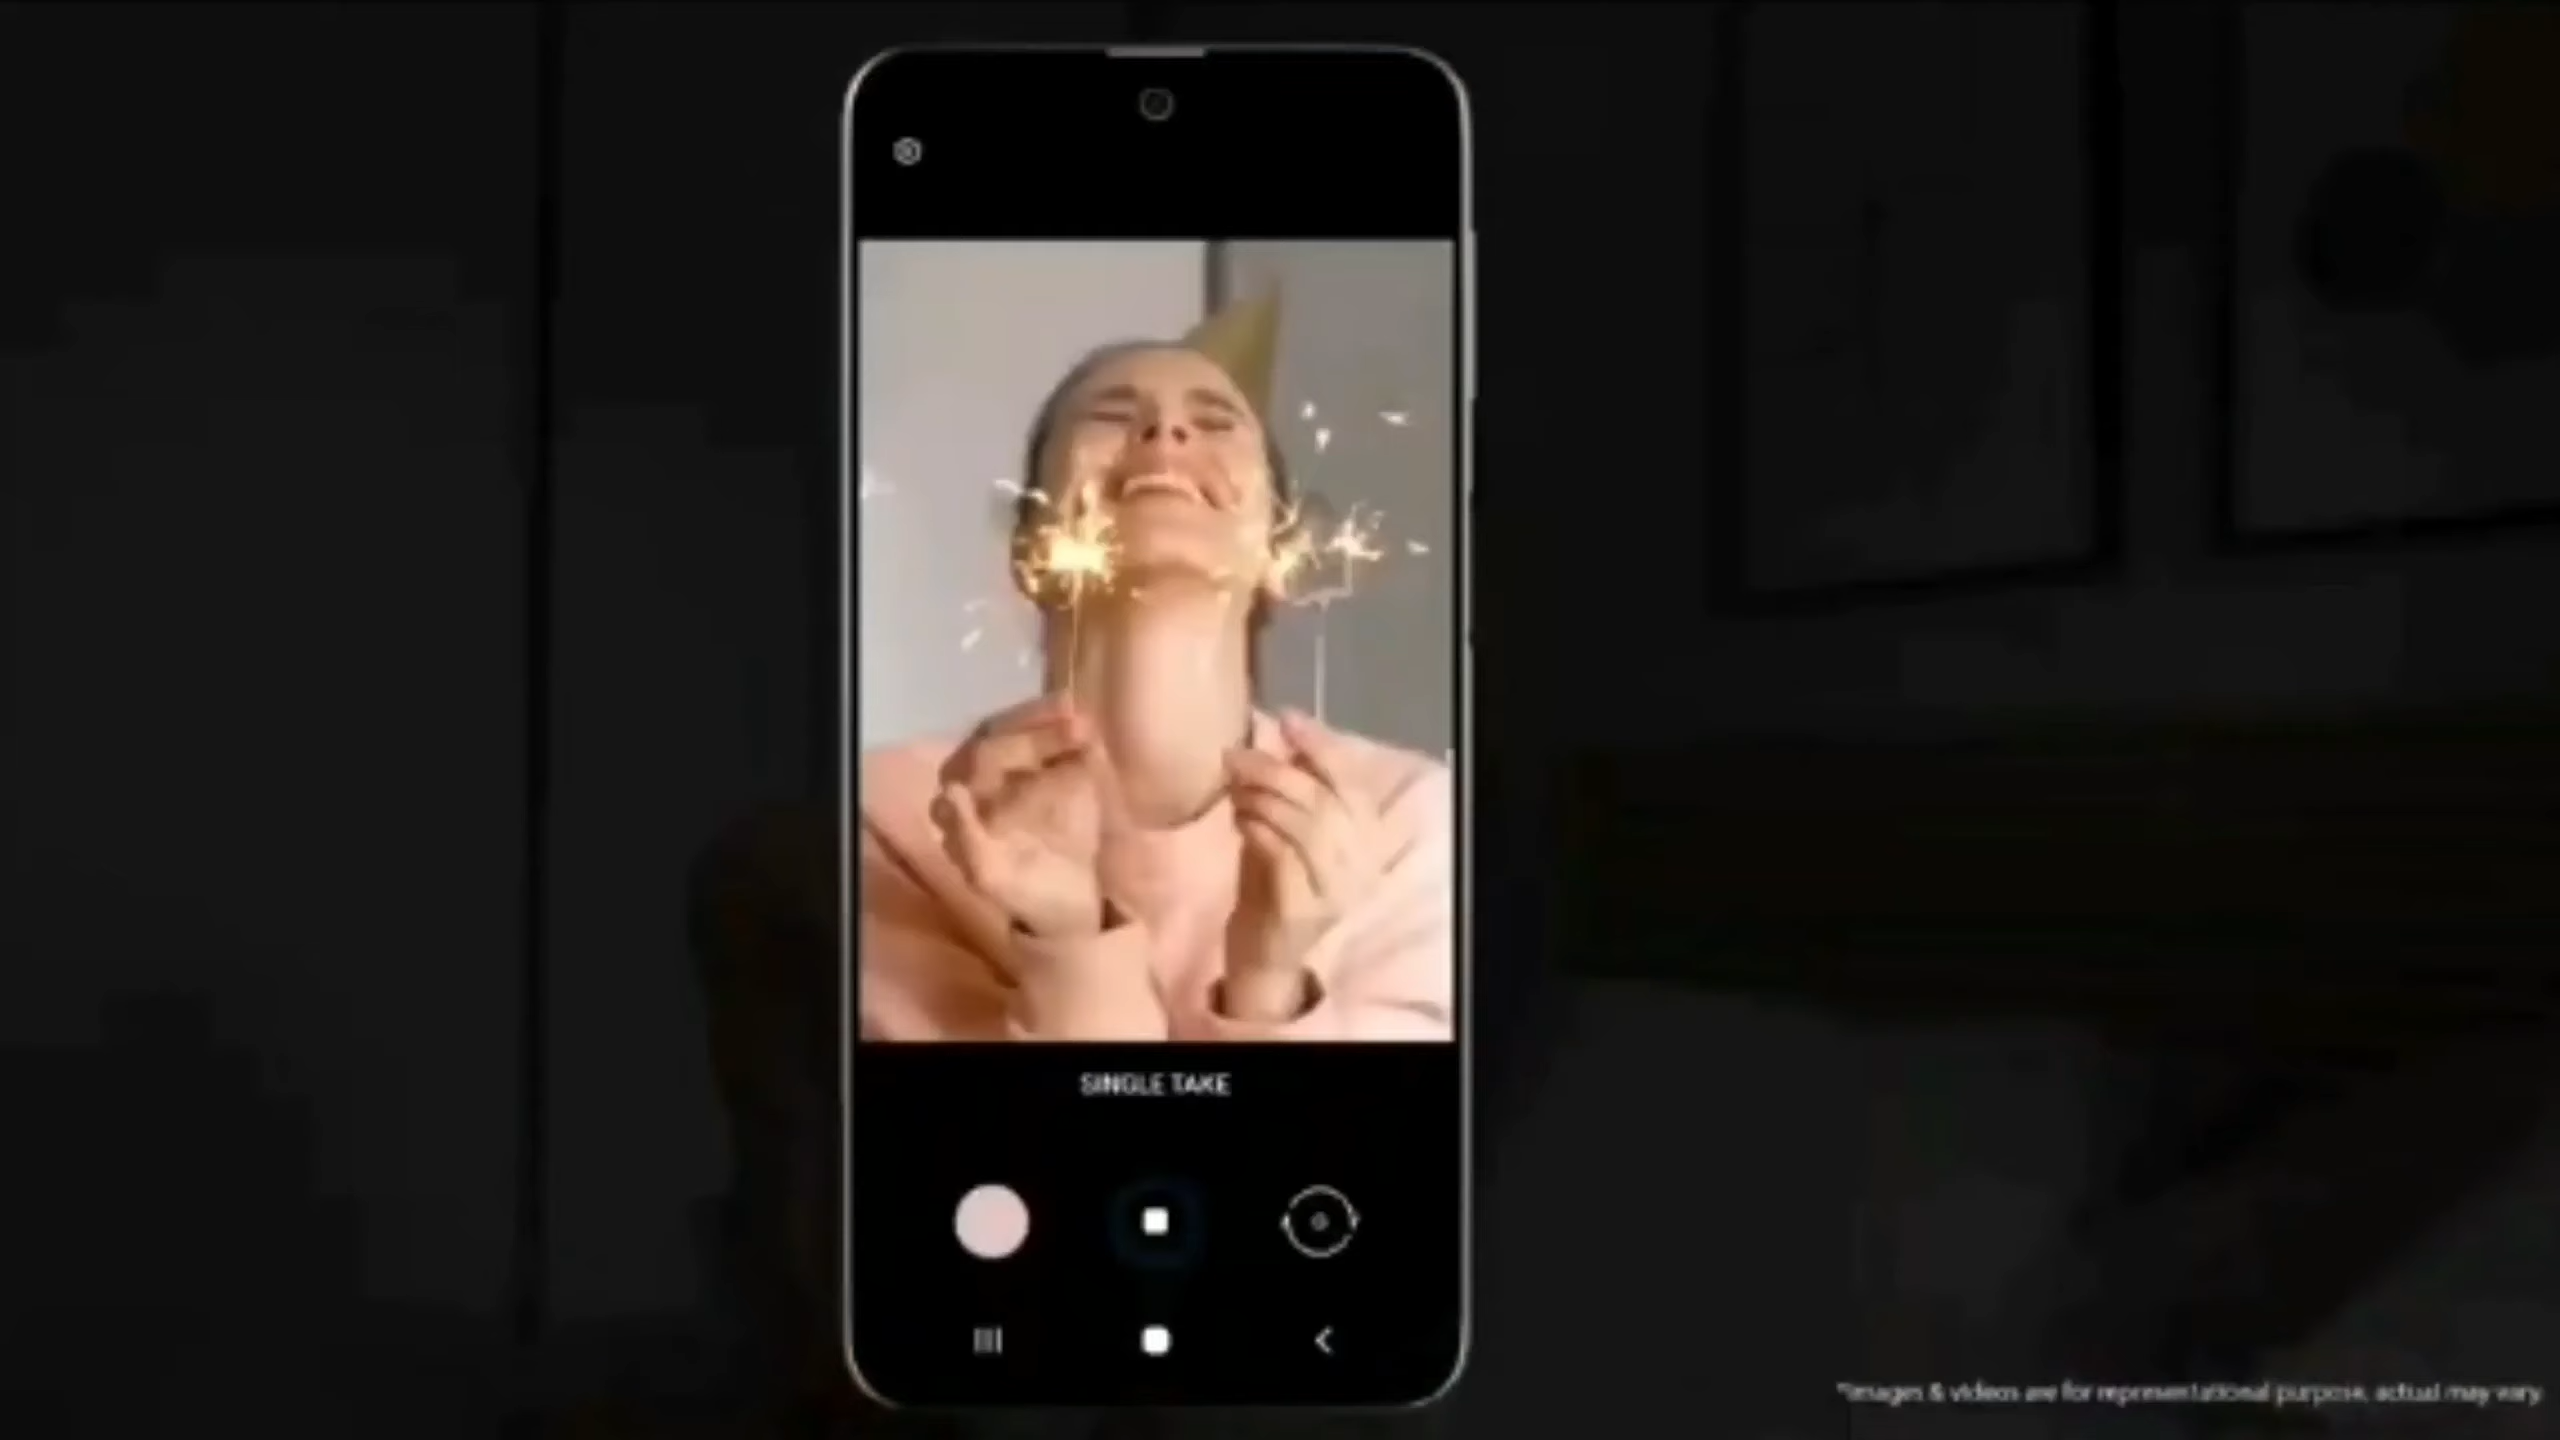 SINGLE TAKE
*Images & videos are for representational purpose, actual may vary.